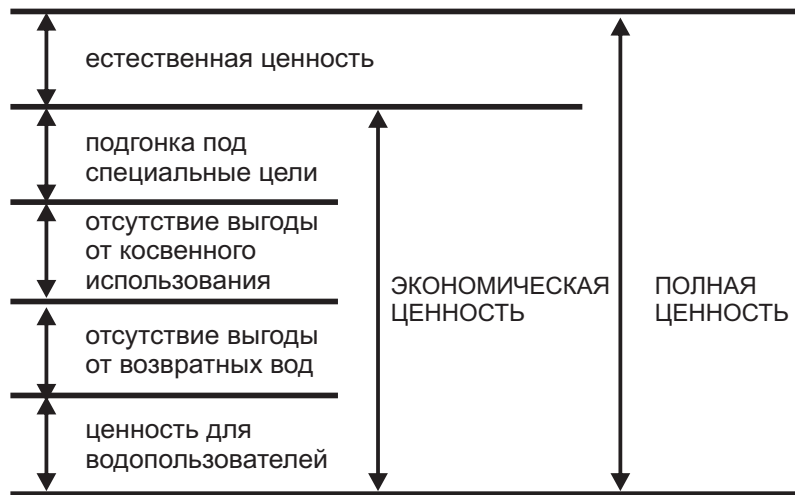 естественная ценность
подгонка под
специальные цели
отсутствие выгоды
от косвенного
использования
отсутствие выгоды
от возвратных вод
ценность для
водопользователей
ЭКОНОМИЧЕСКАЯ
ЦЕННОСТЬ
ПОЛНАЯ
ЦЕННОСТЬ